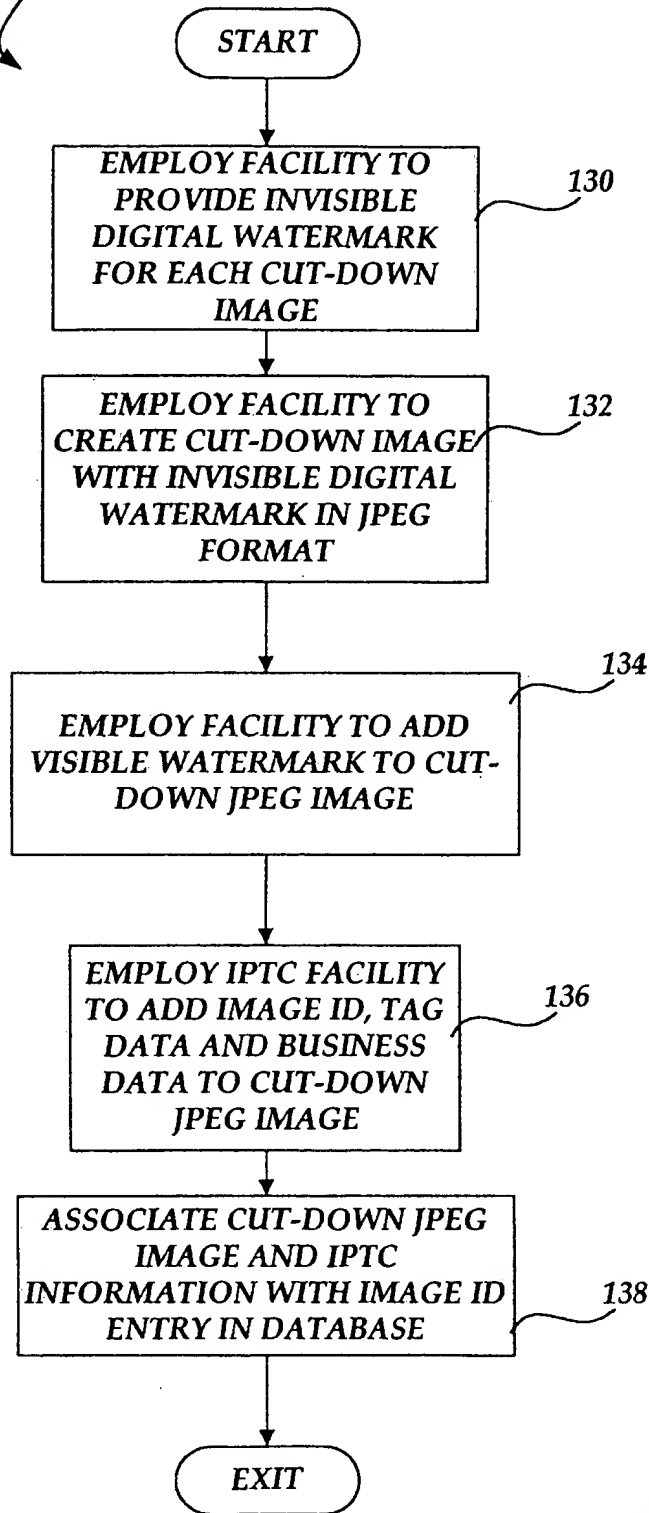 START
EMPLOY FACILITY TO
PROVIDE INVISIBLE
DIGITAL WATERMARK
FOR EACH CUT-DOWN
IMAGE
130
EMPLOY FACILITY TO
CREATE CUT-DOWN IMAGE
WITH INVISIBLE DIGITAL
WATERMARK IN JPEG
FORMAT
132
EMPLOY FACILITY TO ADD
VISIBLE WATERMARK TO CUT-
DOWN JPEG IMAGE
134
EMPLOY IPTC FACILITY
TO ADD IMAGE ID, TAG
DATA AND BUSINESS
DATA TO CUT-DOWN
JPEG IMAGE
136
ASSOCIATE CUT-DOWN JPEG
IMAGE AND IPTC
INFORMATION WITH IMAGE ID
ENTRY IN DATABASE
138
EXIT